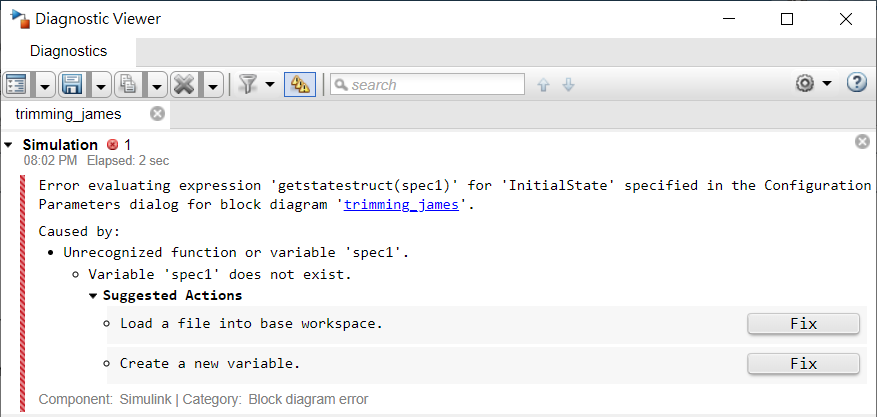 Diagnostic Viewer
Diagnostics
search
trimming_james
Simulation 1
08:02 PM Elapsed: 2 sec
Error evaluating expression 'getstatestruct(spec1)' for 'InitialState' specified in the Configuration
Parameters dialog for block diagram 'trimming_james'.
Caused by:
• Unrecognized function or variable 'spec1'.
Variable 'spec1' does not exist.
Suggested Actions
Load a file into base workspace. Fix
Create a new variable. Fix
Component: Simulink | Category: Block diagram error